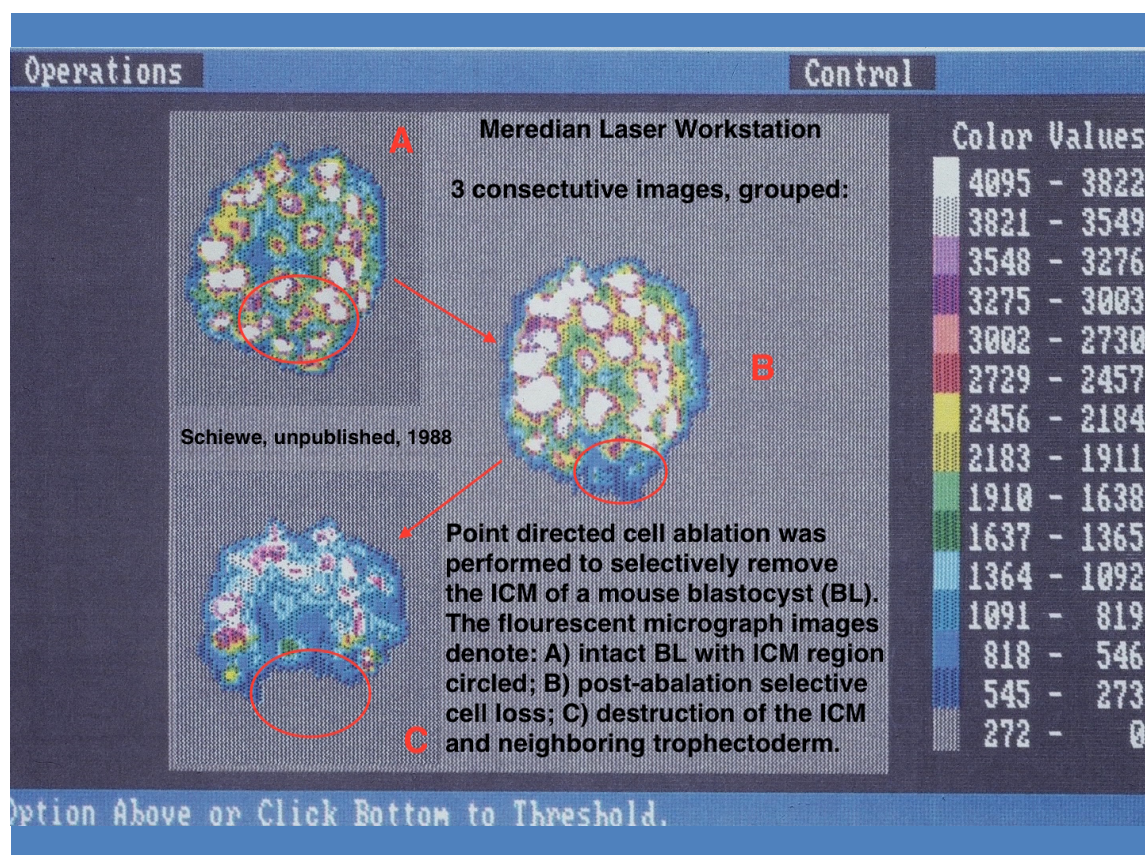 Operations
Control
A
Meredian Laser Workstation
3 consectutive images, grouped:
B
Schiewe, unpublished, 1988
Point directed cell ablation was
performed to selectively remove
the ICM of a mouse blastocyst (BL).
The flourescent micrograph images
denote: A) intact BL with ICM region
circled; B) post-abalation selective
cell loss; C) destruction of the ICM
and neighboring trophectoderm.
C
Color Values
4095 - 3822
3821 - 3549
3548 - 3276
3275 - 3003
3002 - 2730
2729 - 2457
2456 - 2184
2183 - 1911
1910 - 1638
1637 - 1365
1364 - 1092
1091 - 819
818 - 546
545 - 273
272 - 0
Option Above or Click Bottom to Threshold.